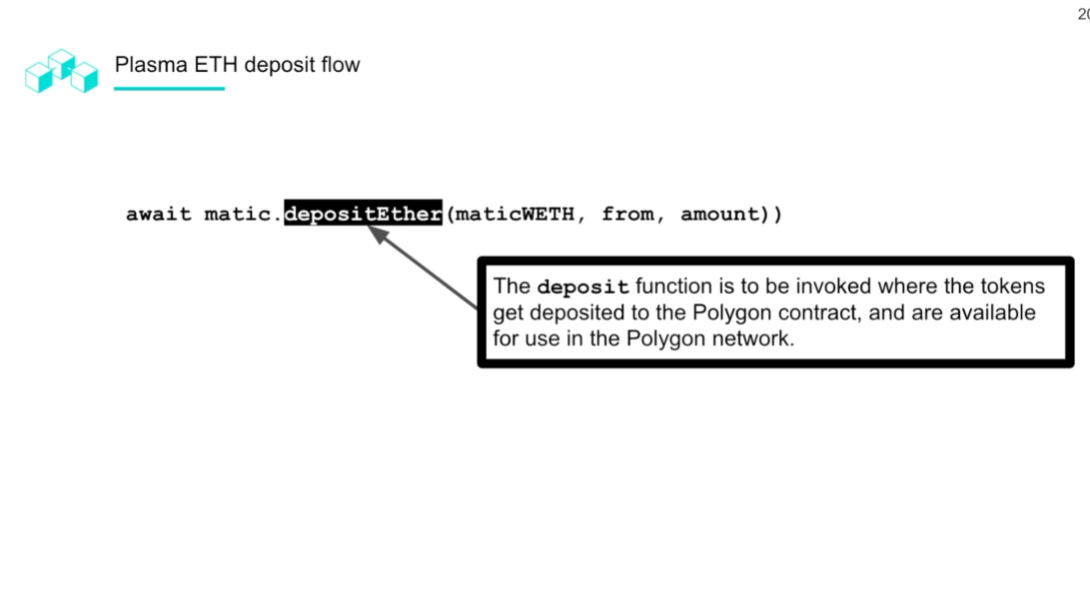 20
Plasma ETH deposit flow
await matic.depositEther(maticWETH, from, amount))
The deposit function is to be invoked where the tokens
get deposited to the Polygon contract, and are available
for use in the Polygon network.